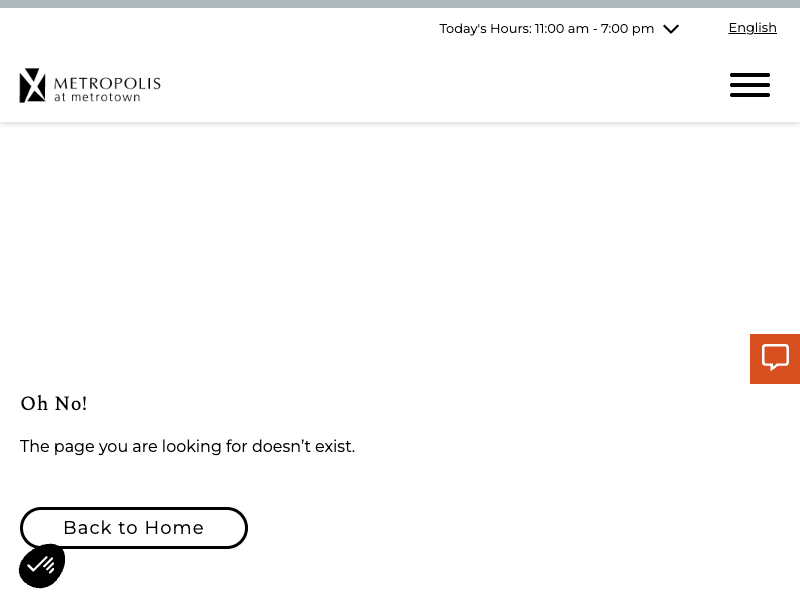 Today's Hours: 11:00 am - 7:00 pm
English
METROPOLIS
at metrotown
Oh No!
The page you are looking for doesn’t exist.
Back to Home